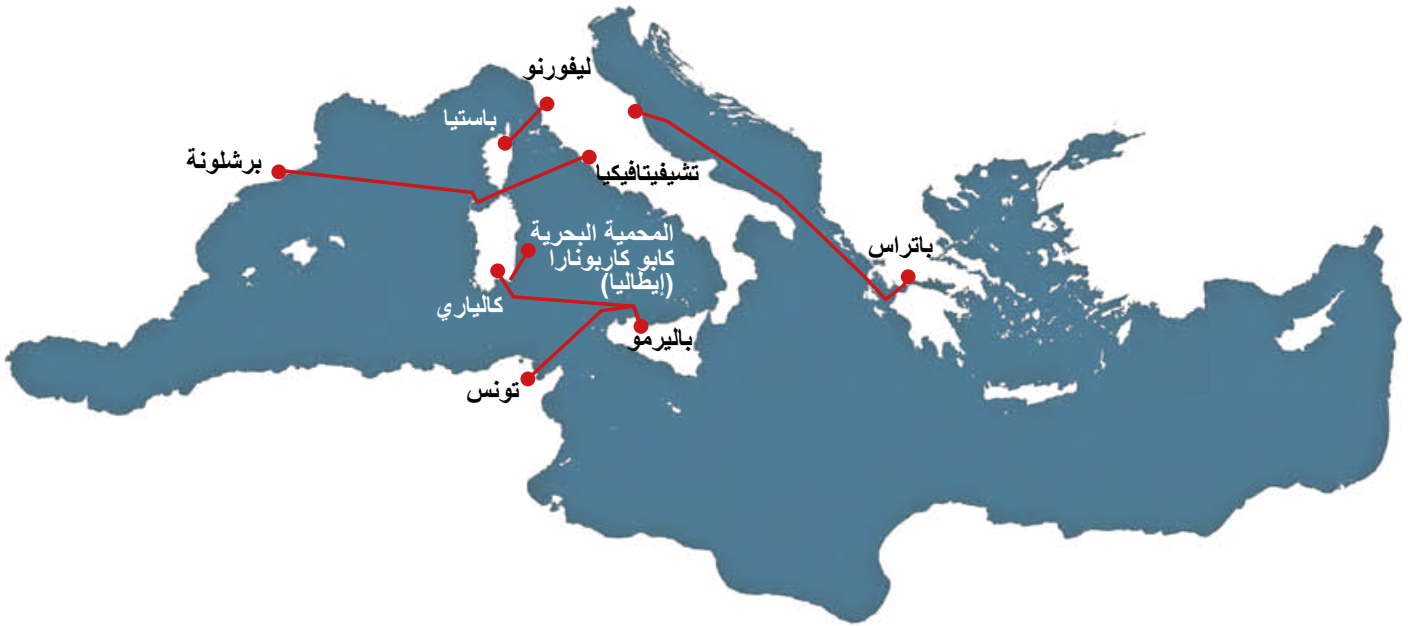 ليفورنو
باستيا
برشلونة
تشيفيتافيكيا
المحمية البحرية
كابو كاربونارا
(إيطاليا)
باتراس
كالياري
باليرمو
تونس